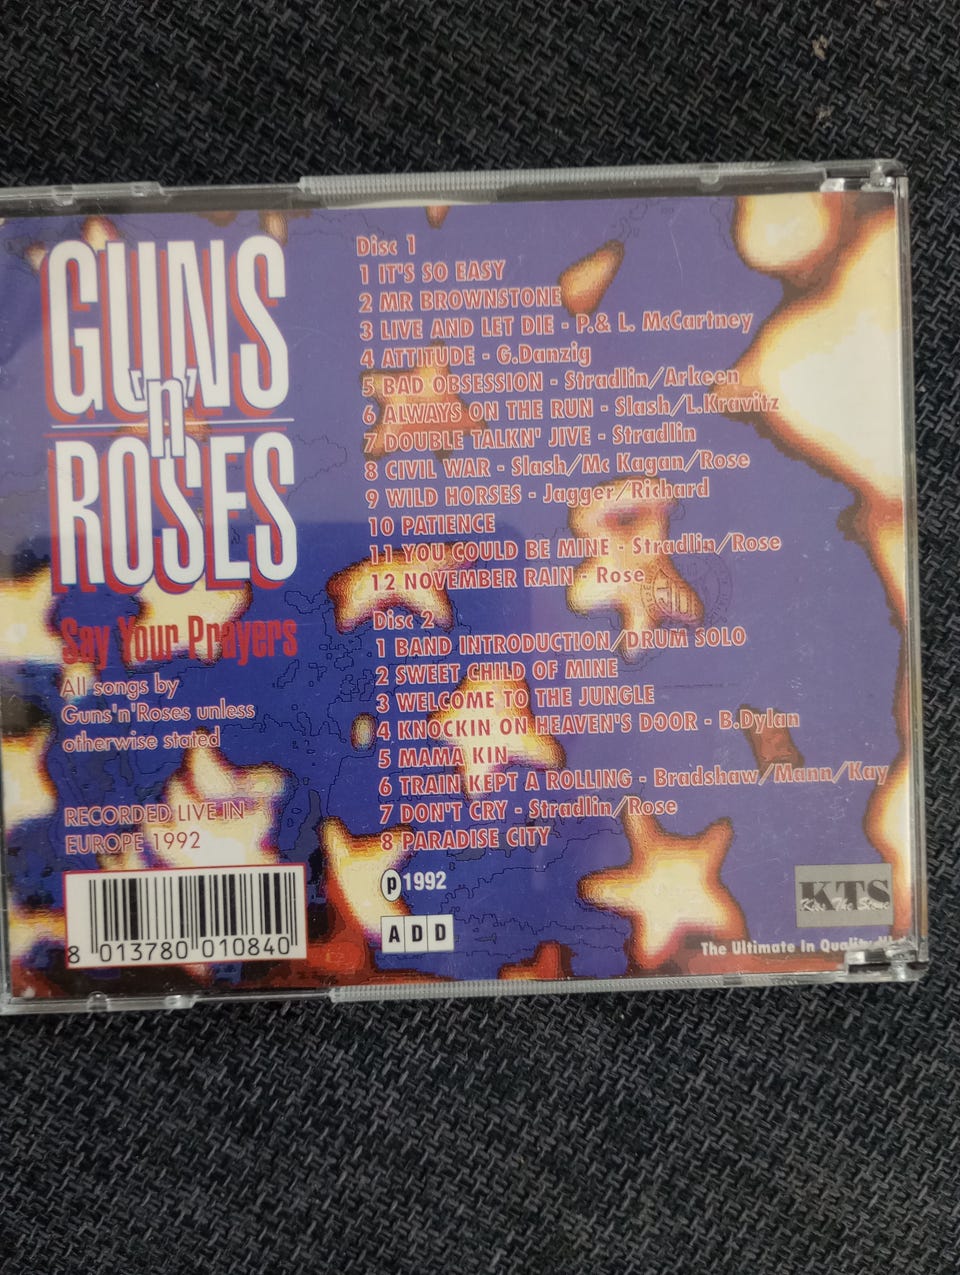 GUNS
'n'
ROSES
Say Your Prayers
All songs by
Guns'n'Roses unless
otherwise stated
RECORDED LIVE IN
EUROPE 1992
8 013780 010840
Disc 1
1 IT'S SO EASY
2 MR BROWNSTONE
3 LIVE AND LET DIE - P.& L. McCartney
4 ATTITUDE - G.Danzig
5 BAD OBSESSION - Stradlin/Arkeen
6 ALWAYS ON THE RUN - Slash/L.Kravitz
7 DOUBLE TALKN' JIVE - Stradlin
8 CIVIL WAR - Slash/Mc Kagan/Rose
9 WILD HORSES - Jagger/Richard
10 PATIENCE
11 YOU COULD BE MINE - Stradlin/Rose
12 NOVEMBER RAIN - Rose
Disc 2
1 BAND INTRODUCTION/DRUM SOLO
2 SWEET CHILD OF MINE
3 WELCOME TO THE JUNGLE
4 KNOCKIN ON HEAVEN'S DOOR - B.Dylan
5 MAMA KIN
6 TRAIN KEPT A ROLLING - Bradshaw/Mann/Kay
7 DON'T CRY - Stradlin/Rose
8 PARADISE CITY
℗ 1992
A D D
KTS
Kiss The Stone
The Ultimate In Quality